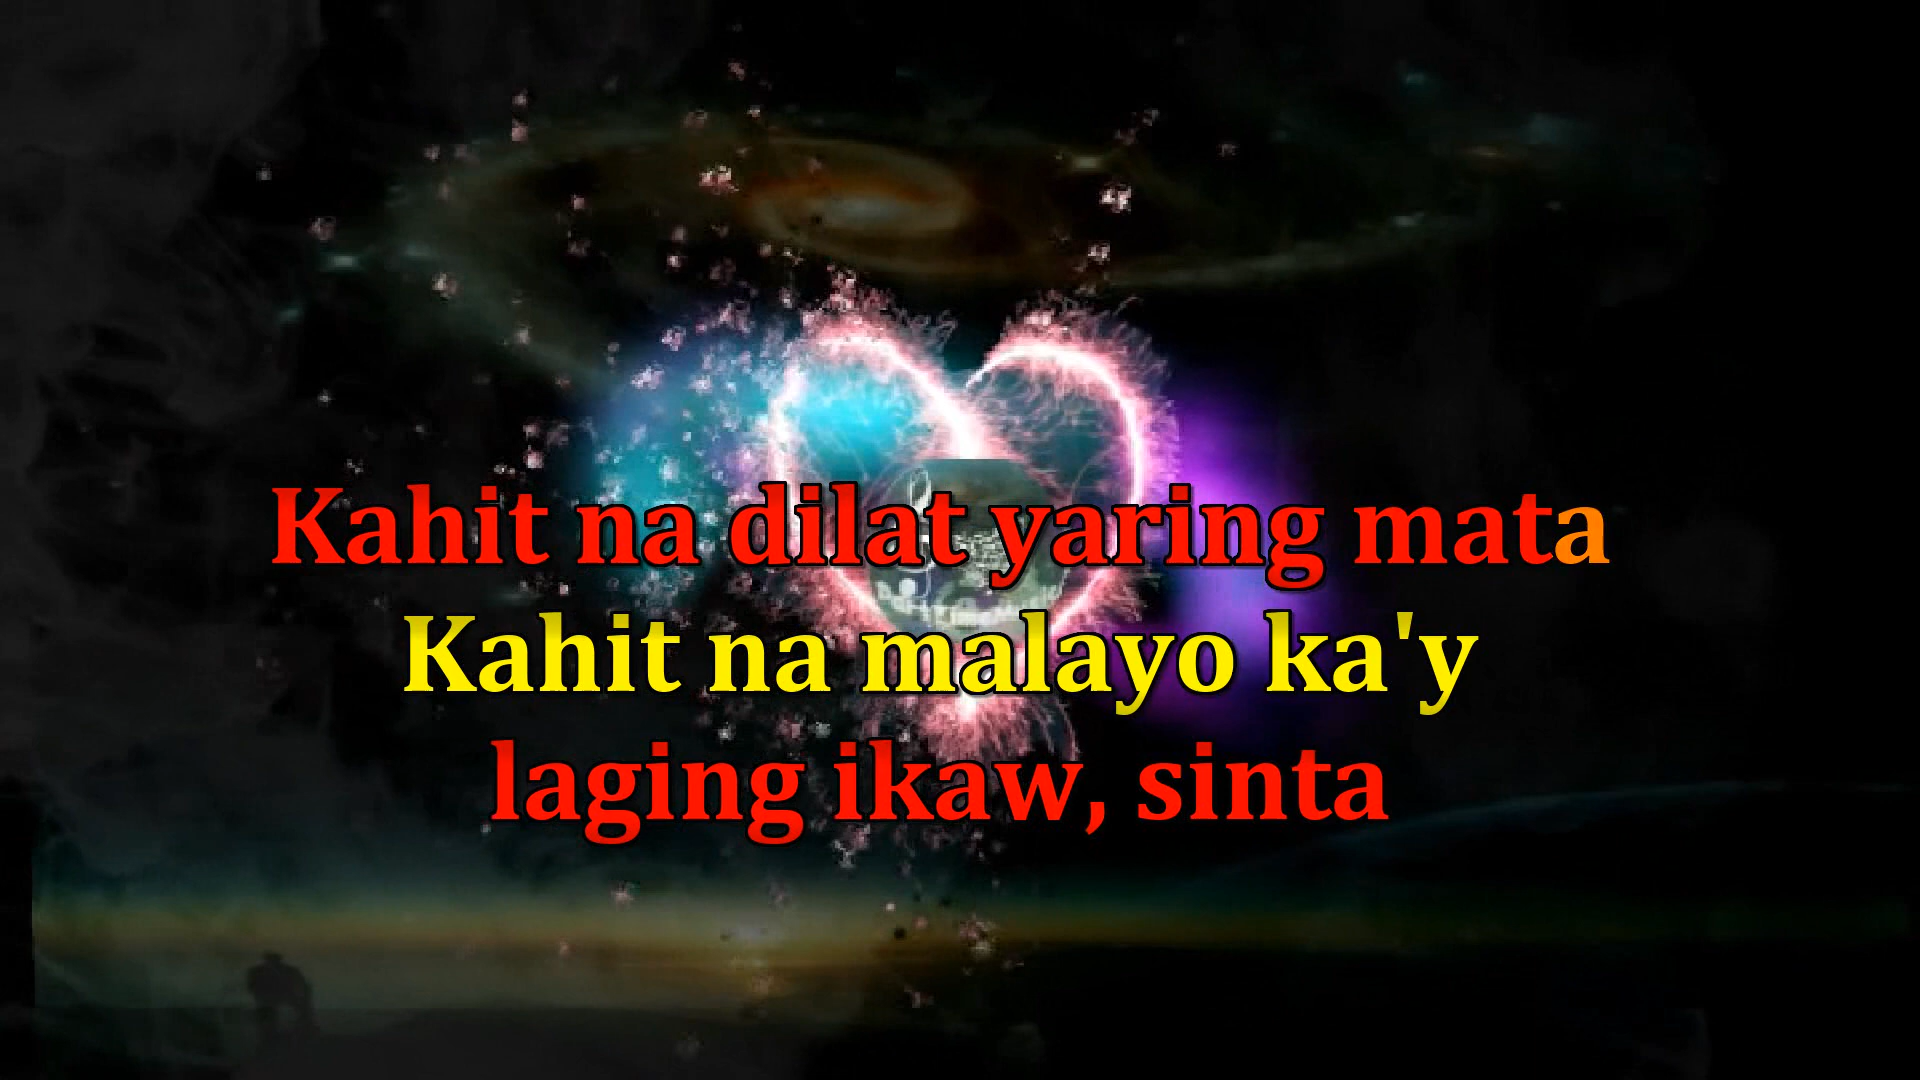 Kahit na dilat yaring mata
Kahit na malayo ka'y
laging ikaw, sinta